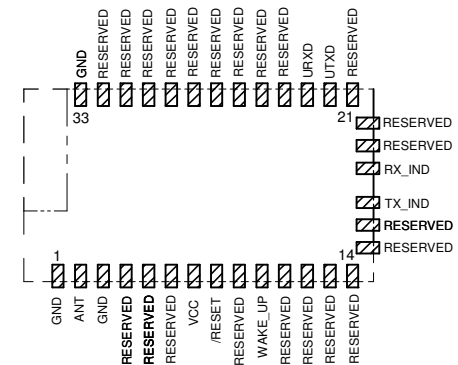 GND
RESERVED
RESERVED
RESERVED
RESERVED
RESERVED
RESERVED
RESERVED
RESERVED
RESERVED
URXD
UTXD
RESERVED
33
21
RESERVED
RESERVED
RX_IND
TX_IND
RESERVED
RESERVED
1
14
GND
ANT
GND
RESERVED
RESERVED
RESERVED
VCC
/RESET
RESERVED
WAKE_UP
RESERVED
RESERVED
RESERVED
RESERVED